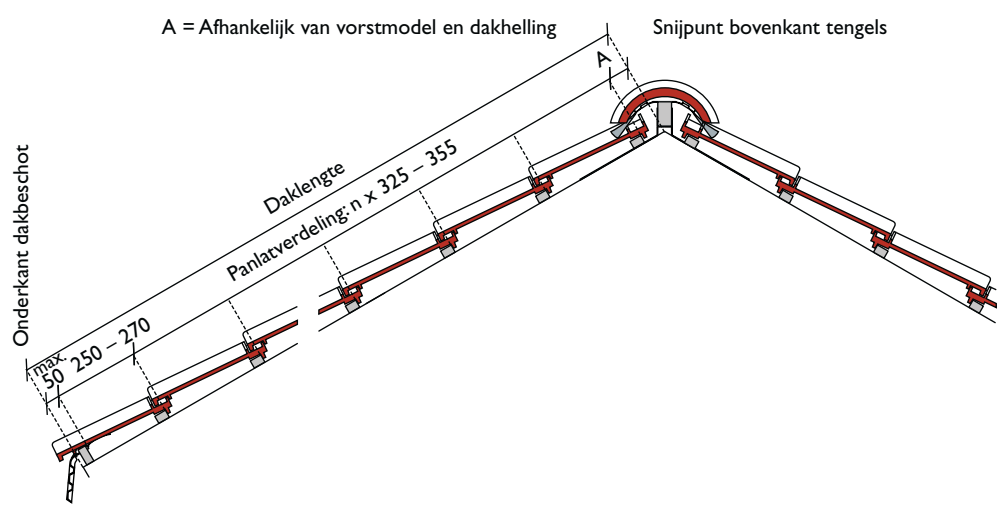 A = Afhankelijk van vorstmodel en dakhelling
Snijpunt bovenkant tengels
A
Daklengte
Panlatverdeling: n x 325 – 355
Onderkant dakbeschot
max.
50
250 – 270